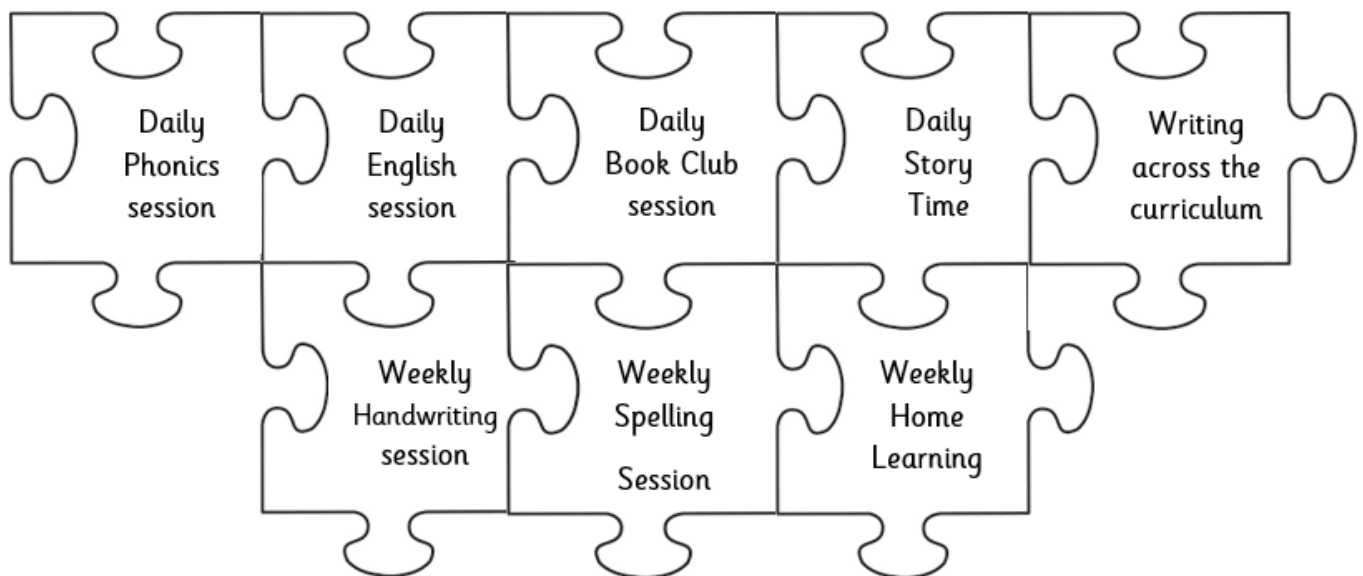 Daily
Phonics
session
Daily
English
session
Daily
Book Club
session
Daily
Story
Time
Writing
across the
curriculum
Weekly
Handwriting
session
Weekly
Spelling
Session
Weekly
Home
Learning